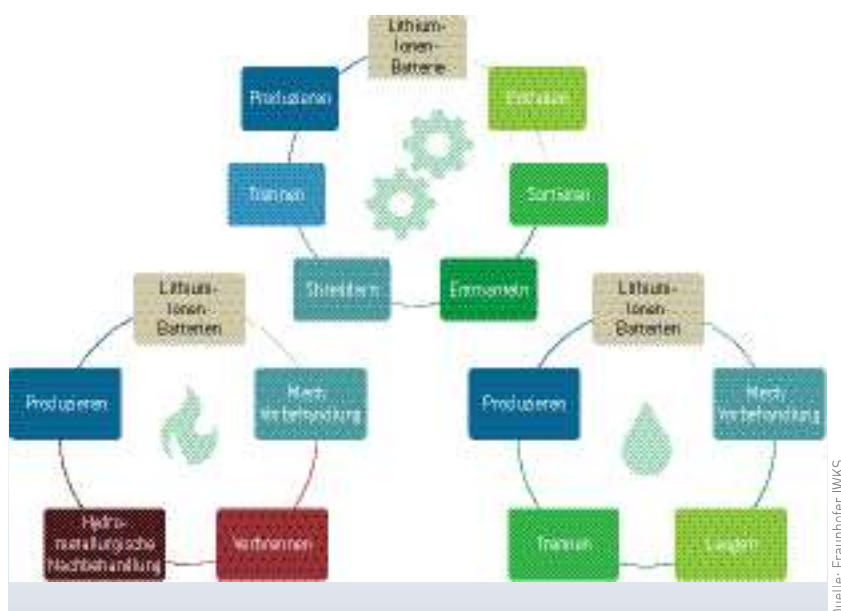 Lithium-
Ionen-
Batterie
Produzieren
Trennen
Sortieren
Shreddern
Entmanteln
Lithium-
Ionen-
Batterien
Produzieren
Mech.
Vorbehandlung
Hydro-
metallurgische
Nachbehandlung
Verbrennen
Lithium-
Ionen-
Batterien
Produzieren
Mech.
Vorbehandlung
Trennen
Laugen
Quelle: Fraunhofer IWKS